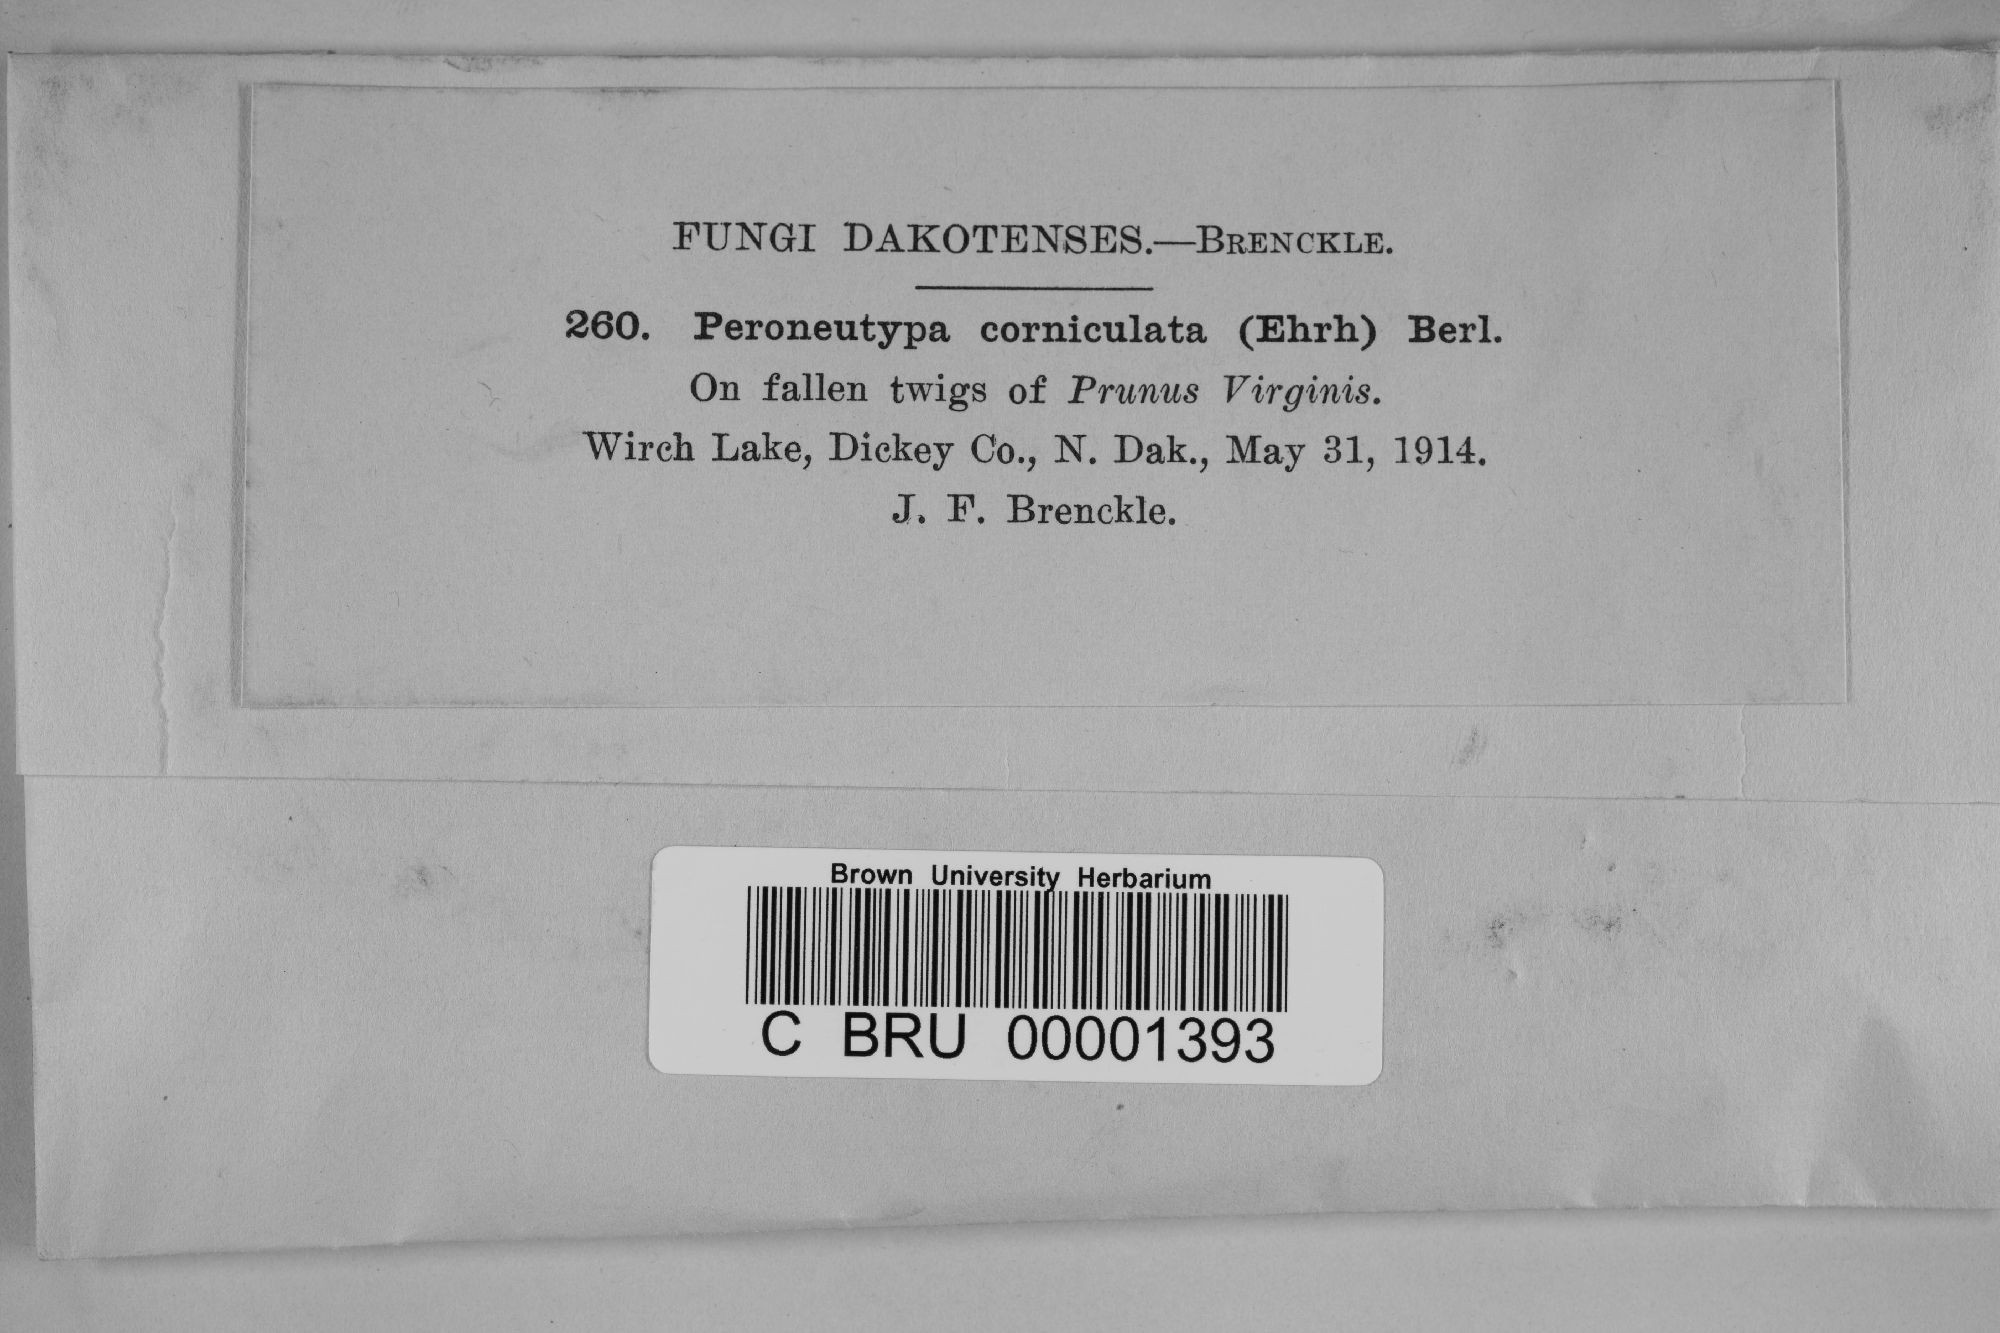 FUNGI DAKOTENSES.—BRENCKLE.
260. Peroneutypa corniculata (Ehrh) Berl.
On fallen twigs of Prunus Virginis.
Wirch Lake, Dickey Co., N. Dak., May 31, 1914.
J. F. Brenckle.
Brown University Herbarium
C BRU 00001393